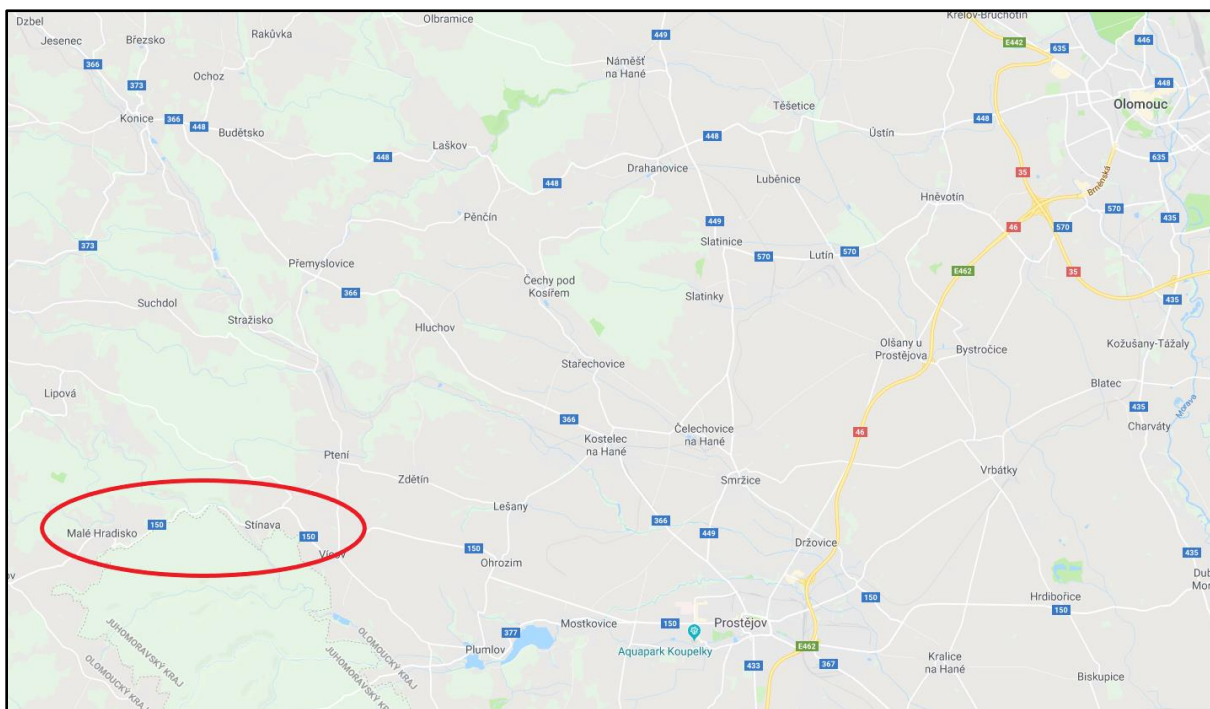 Dzbel
Jesenec
Březsko
Rakůvka
Olbramice
449
Křelov-Bruchotín
E442
635
446
366
373
Ochoz
Náměšť
na Hané
448
Olomouc
Konice
366
448
Budětsko
Těšetice
Ústín
448
635
Laškov
448
448
Drahanovice
448
Luběnice
35
Brněnská
Hněvotín
570
435
Pěnčín
449
Slatinice
570
Lutín
570
46
570
373
Přemyslovice
366
Čechy pod
Kosířem
Slatinky
E462
35
435
Suchdol
Stražisko
Hluchov
Olšany u
Prostějova
Bystročice
Kožušany-Tážaly
Stařechovice
Lipová
Blatec
435
Morava
Charváty
366
Kostelec
na Hané
Čelechovice
na Hané
46
Ptení
Zdětín
Smržice
Vrbátky
Lešany
Malé Hradisko
150
Stínava
150
366
449
Držovice
435
150
Ohrozim
150
Hrdibořice
150
Mostkovice
150
Prostějov
377
Plumlov
Aquapark Koupelky
433
E462
367
Kralice
na Hané
Biskupice
JIHOMORAVSKÝ KRAJ
OLOMOUCKÝ KRAJ
OLOMOUCKÝ KRAJ
JIHOMORAVSKÝ KRAJ